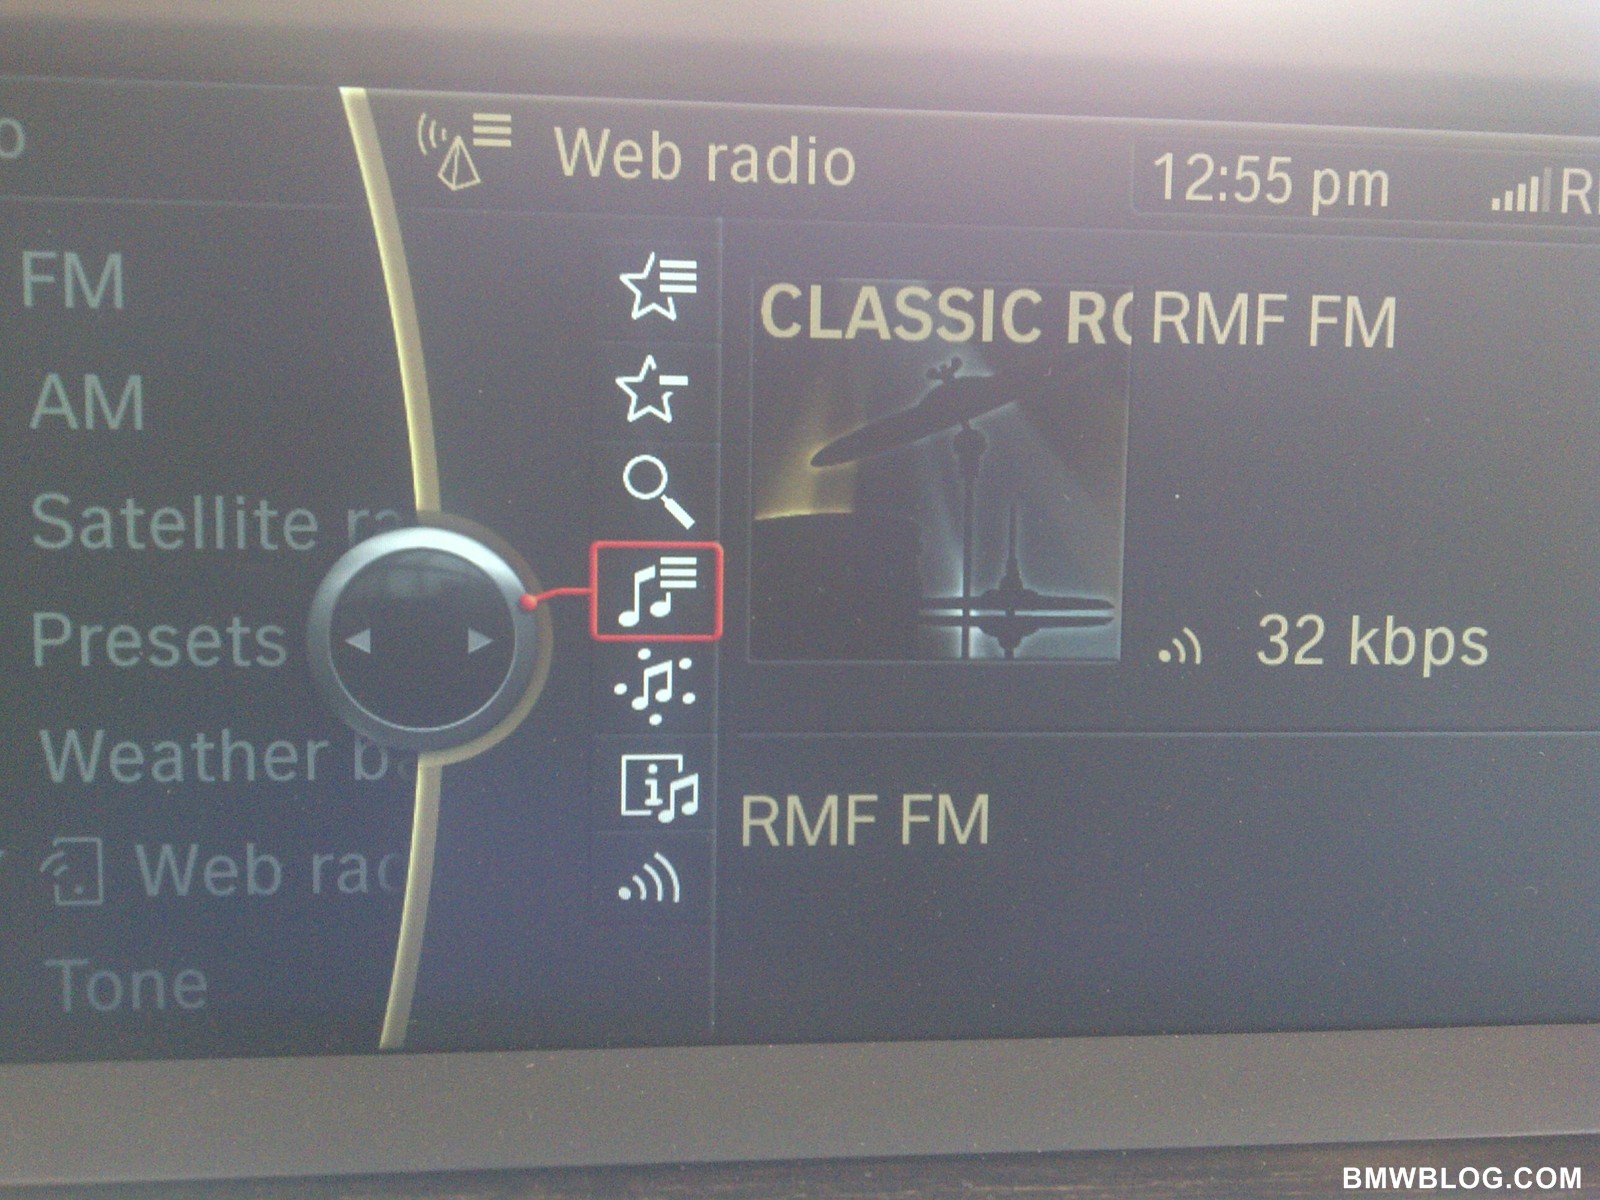 Web radio
12:55 pm
FM
AM
Satellite
Presets
Weather
Web
Tone
CLASSIC
RMF FM
32 kbps
RMF FM
BMWBLOG.COM